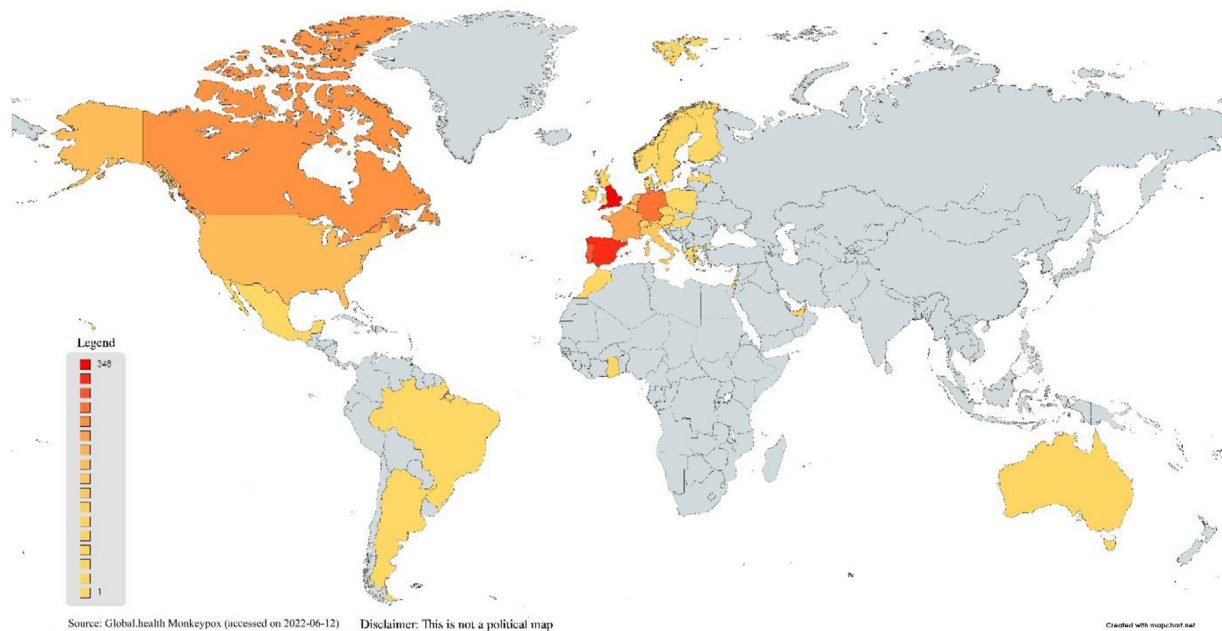 Legend
348
1
Source: Global.health Monkeypox (accessed on 2022-06-12) Disclaimer: This is not a political map
Created with mapchart.net